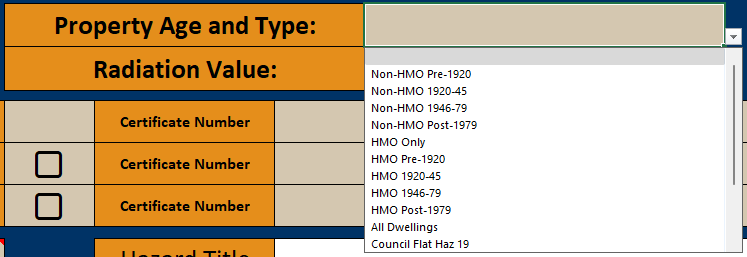 Property Age and Type:
Radiation Value:
Non-HMO Pre-1920
Non-HMO 1920-45
Non-HMO 1946-79
Non-HMO Post-1979
HMO Only
HMO Pre-1920
HMO 1920-45
HMO 1946-79
HMO Post-1979
All Dwellings
Council Flat Haz 19
Certificate Number
Certificate Number
Certificate Number
Hazard Title